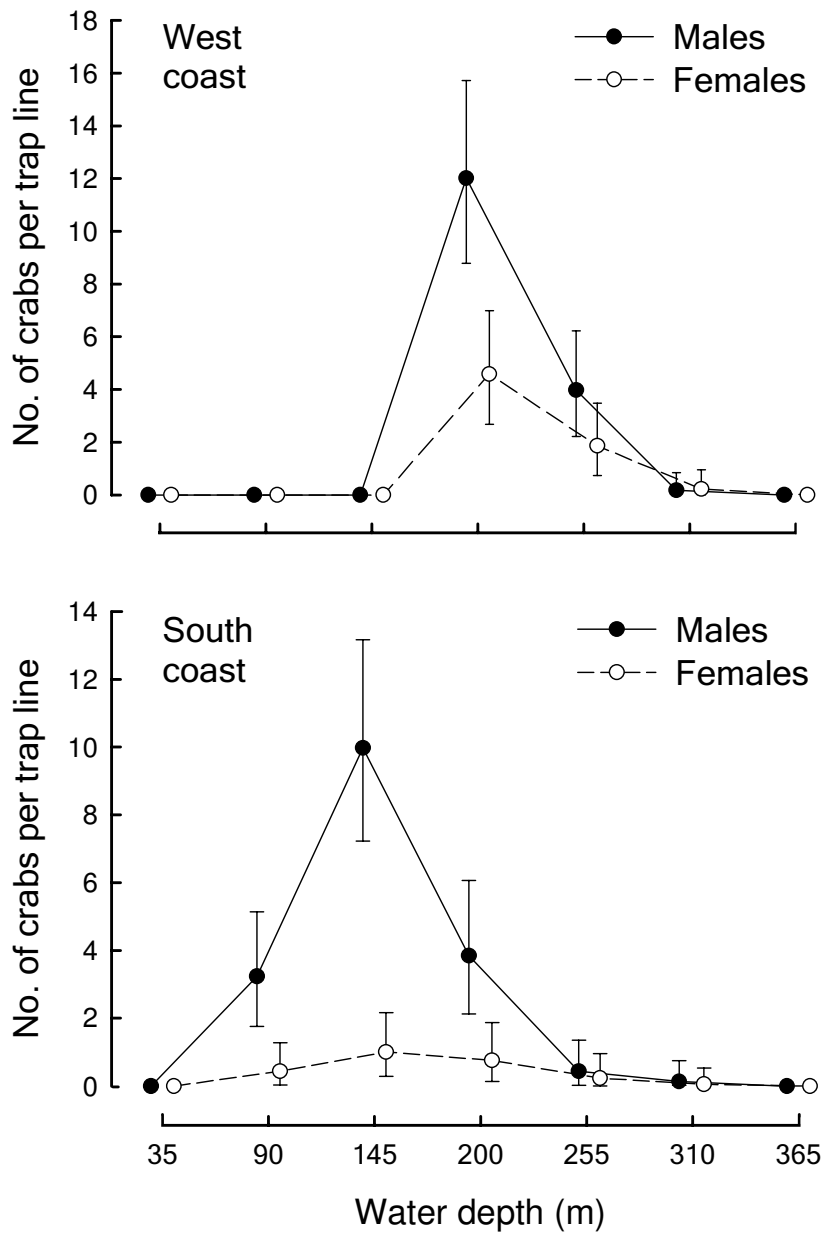 18
16
14
12
10
8
6
4
2
0
No. of crabs per trap line
West
coast
Males
Females
14
12
10
8
6
4
2
0
No. of crabs per trap line
South
coast
Males
Females
35 90 145 200 255 310 365
Water depth (m)